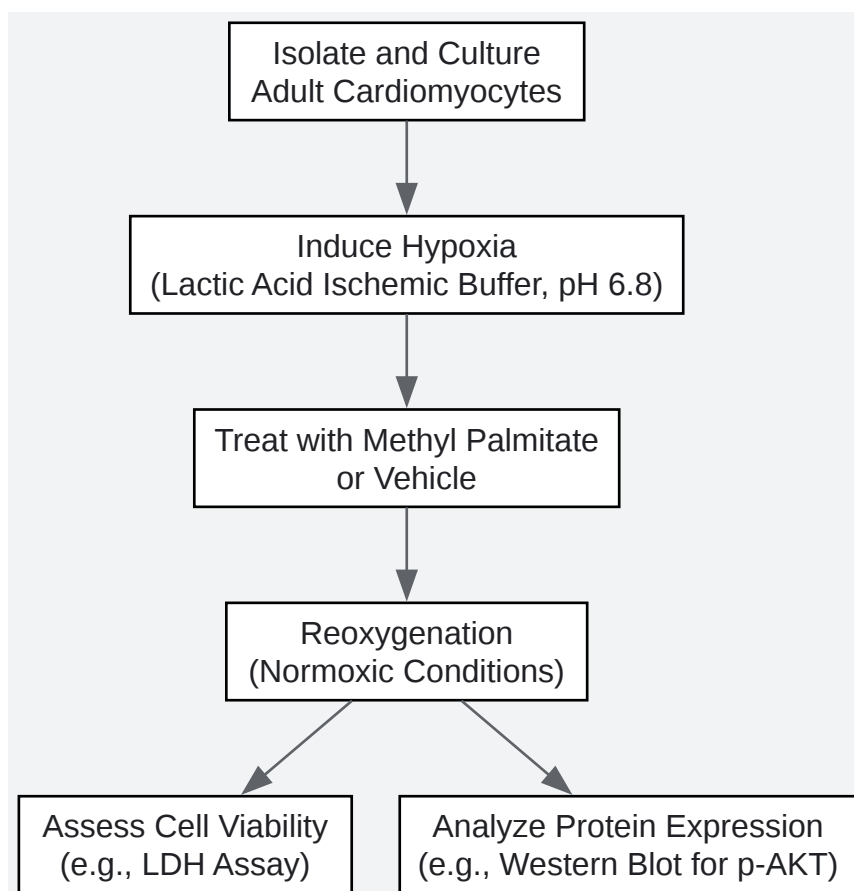 Isolate and Culture
Adult Cardiomyocytes
Induce Hypoxia
(Lactic Acid Ischemic Buffer, pH 6.8)
Treat with Methyl Palmitate
or Vehicle
Reoxygenation
(Normoxic Conditions)
Assess Cell Viability
(e.g., LDH Assay)
Analyze Protein Expression
(e.g., Western Blot for p-AKT)